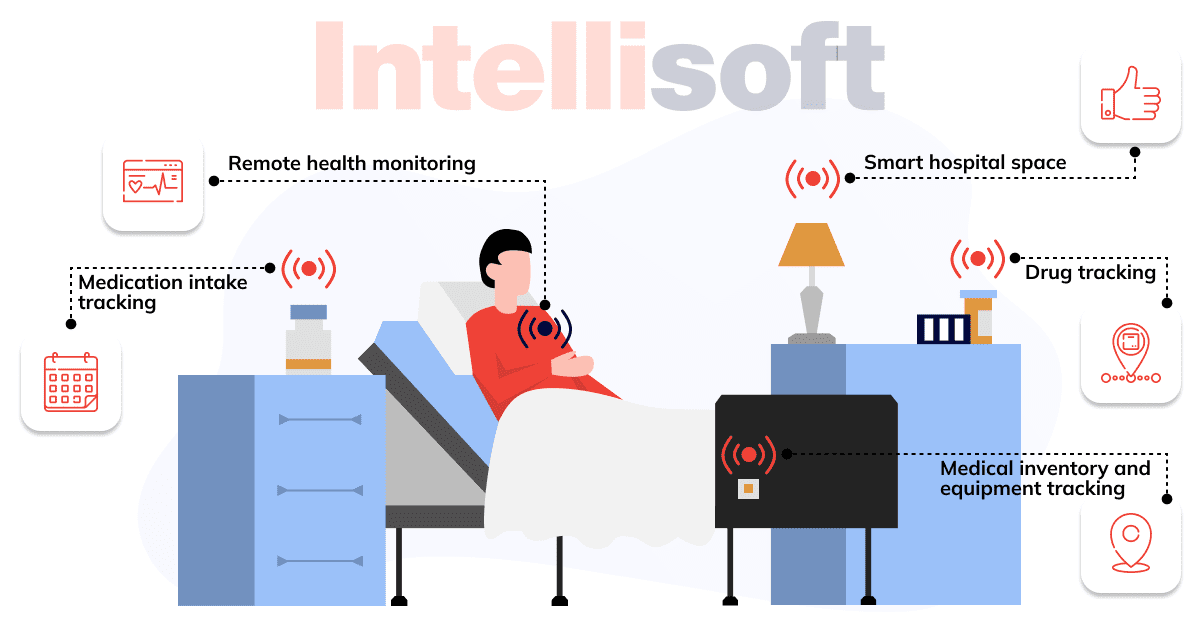 Intellisoft
Remote health monitoring
Smart hospital space
Medication intake
tracking
Drug tracking
Medical inventory and
equipment tracking